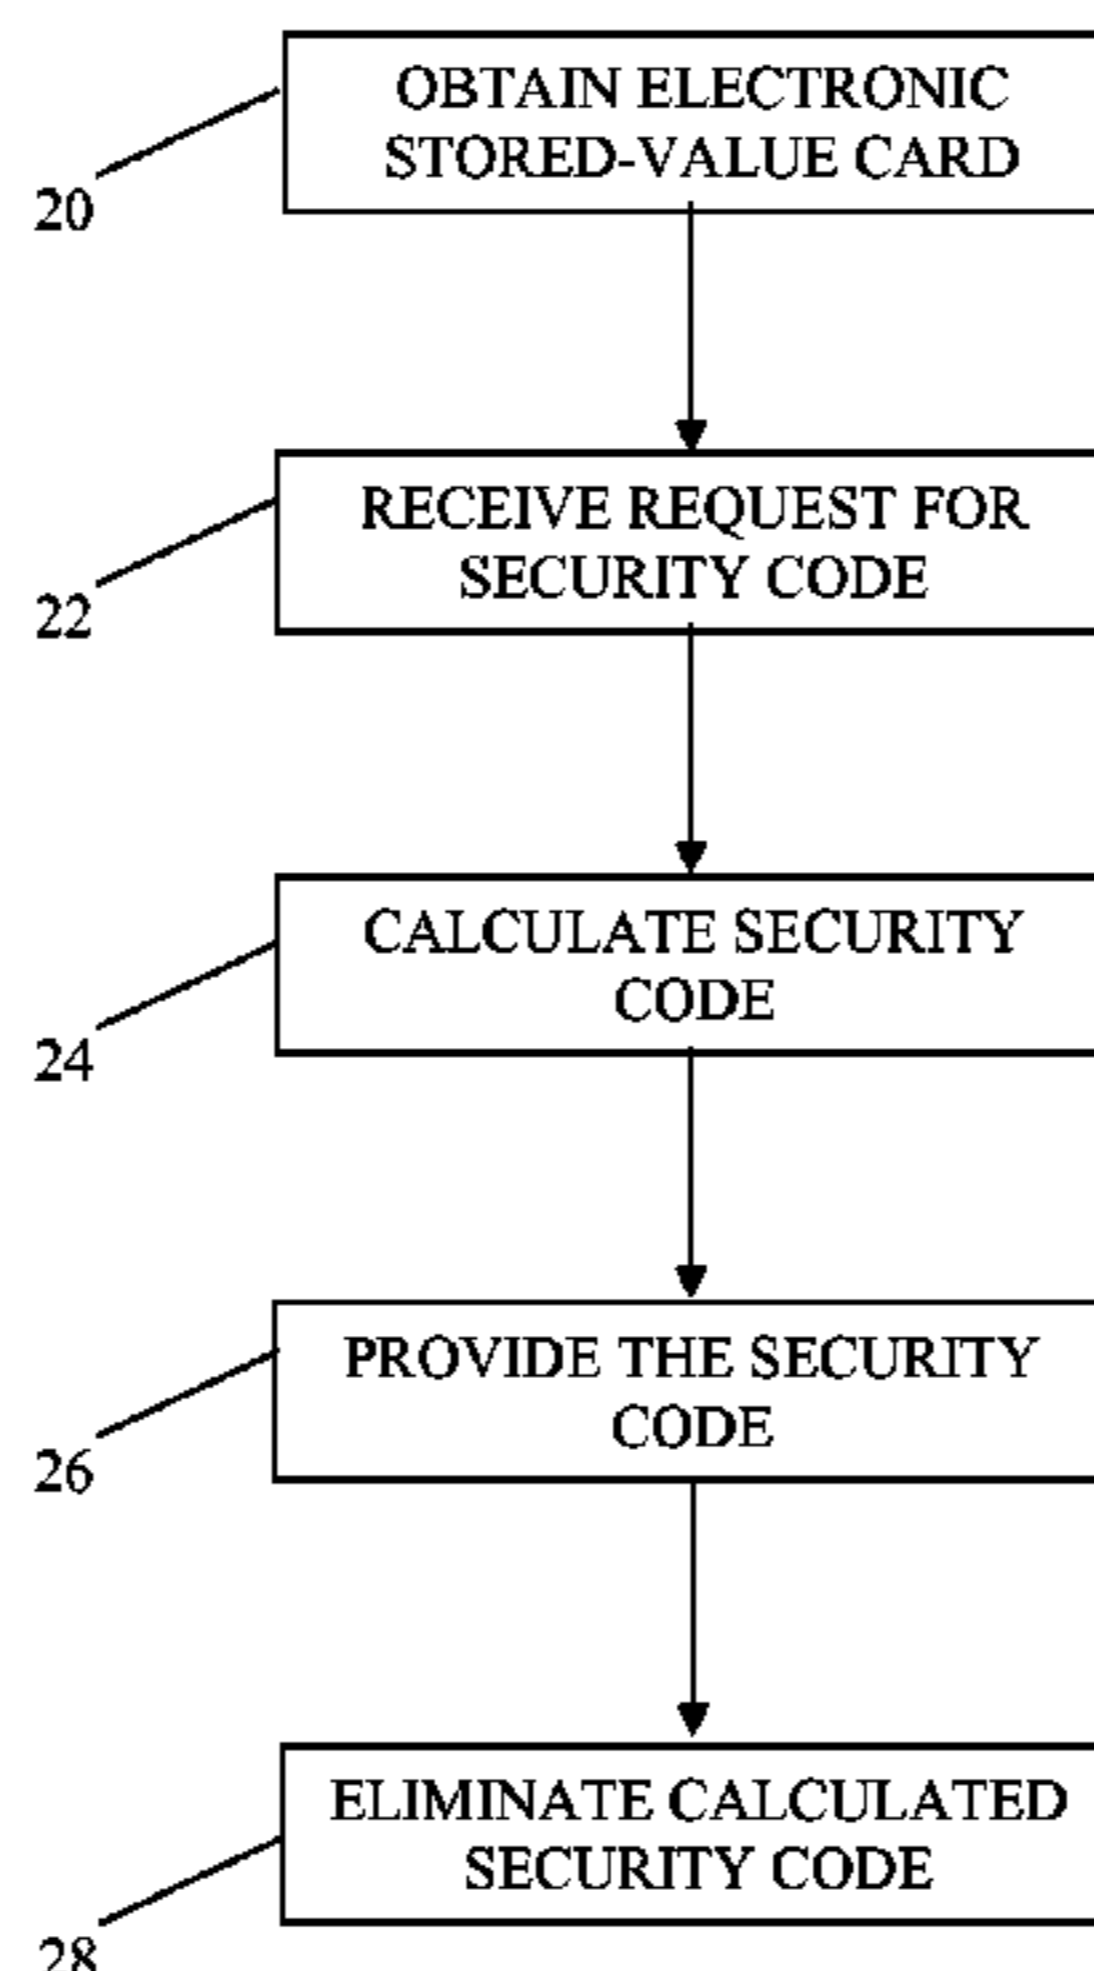 OBTAIN ELECTRONIC
STORED-VALUE CARD
20
RECEIVE REQUEST FOR
SECURITY CODE
22
CALCULATE SECURITY
CODE
24
PROVIDE THE SECURITY
CODE
26
ELIMINATE CALCULATED
SECURITY CODE
28